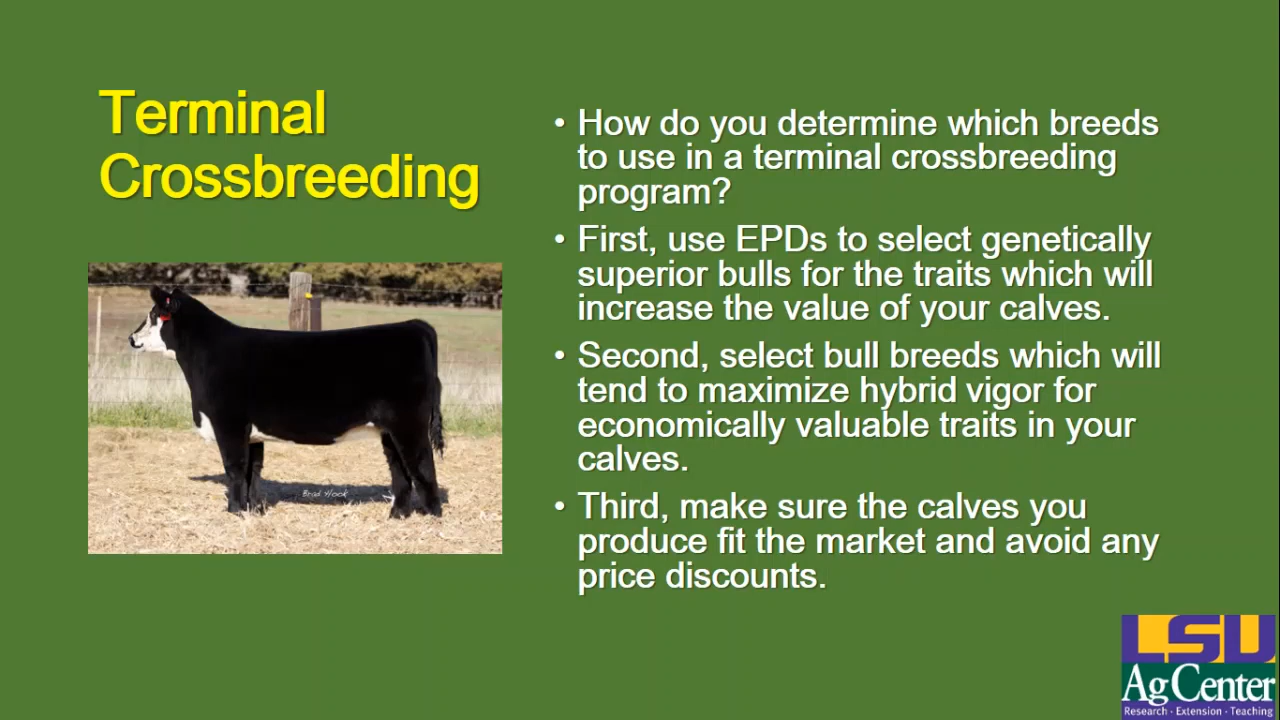 Terminal
Crossbreeding
• How do you determine which breeds
to use in a terminal crossbreeding
program?
• First, use EPDs to select genetically
superior bulls for the traits which will
increase the value of your calves.
• Second, select bull breeds which will
tend to maximize hybrid vigor for
economically valuable traits in your
calves.
• Third, make sure the calves you
produce fit the market and avoid any
price discounts.
Brad Hook
LSU
AgCenter
Research · Extension · Teaching